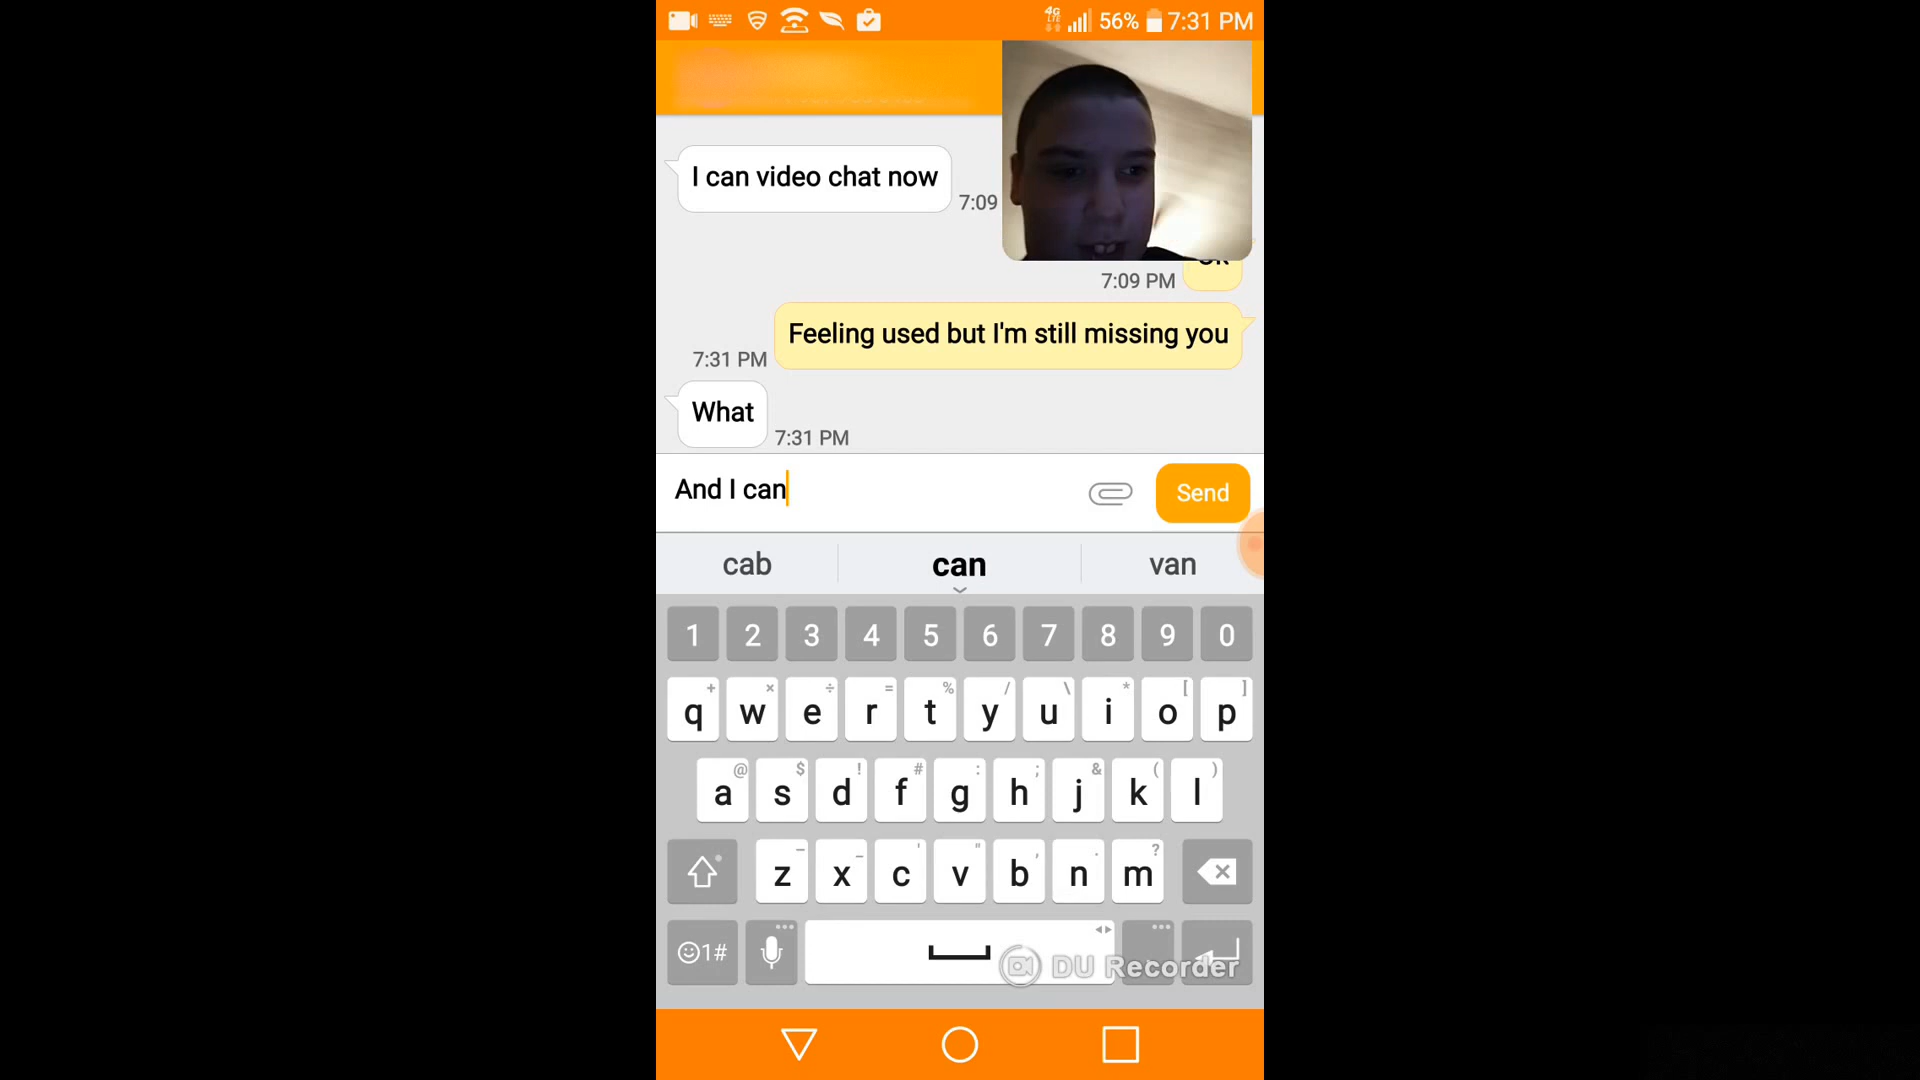 4G LTE 56% 7:31 PM
I can video chat now
7:09
7:09 PM
Feeling used but I'm still missing you
7:31 PM
What
7:31 PM
And I can
Send
cab can van
1 2 3 4 5 6 7 8 9 0
+ × ÷ = % / \ * [ ]
q w e r t y u i o p
@ $ ! # : ; & ( )
a s d f g h j k l
- _ ' " , . ?
z x c v b n m
1#
DU Recorder